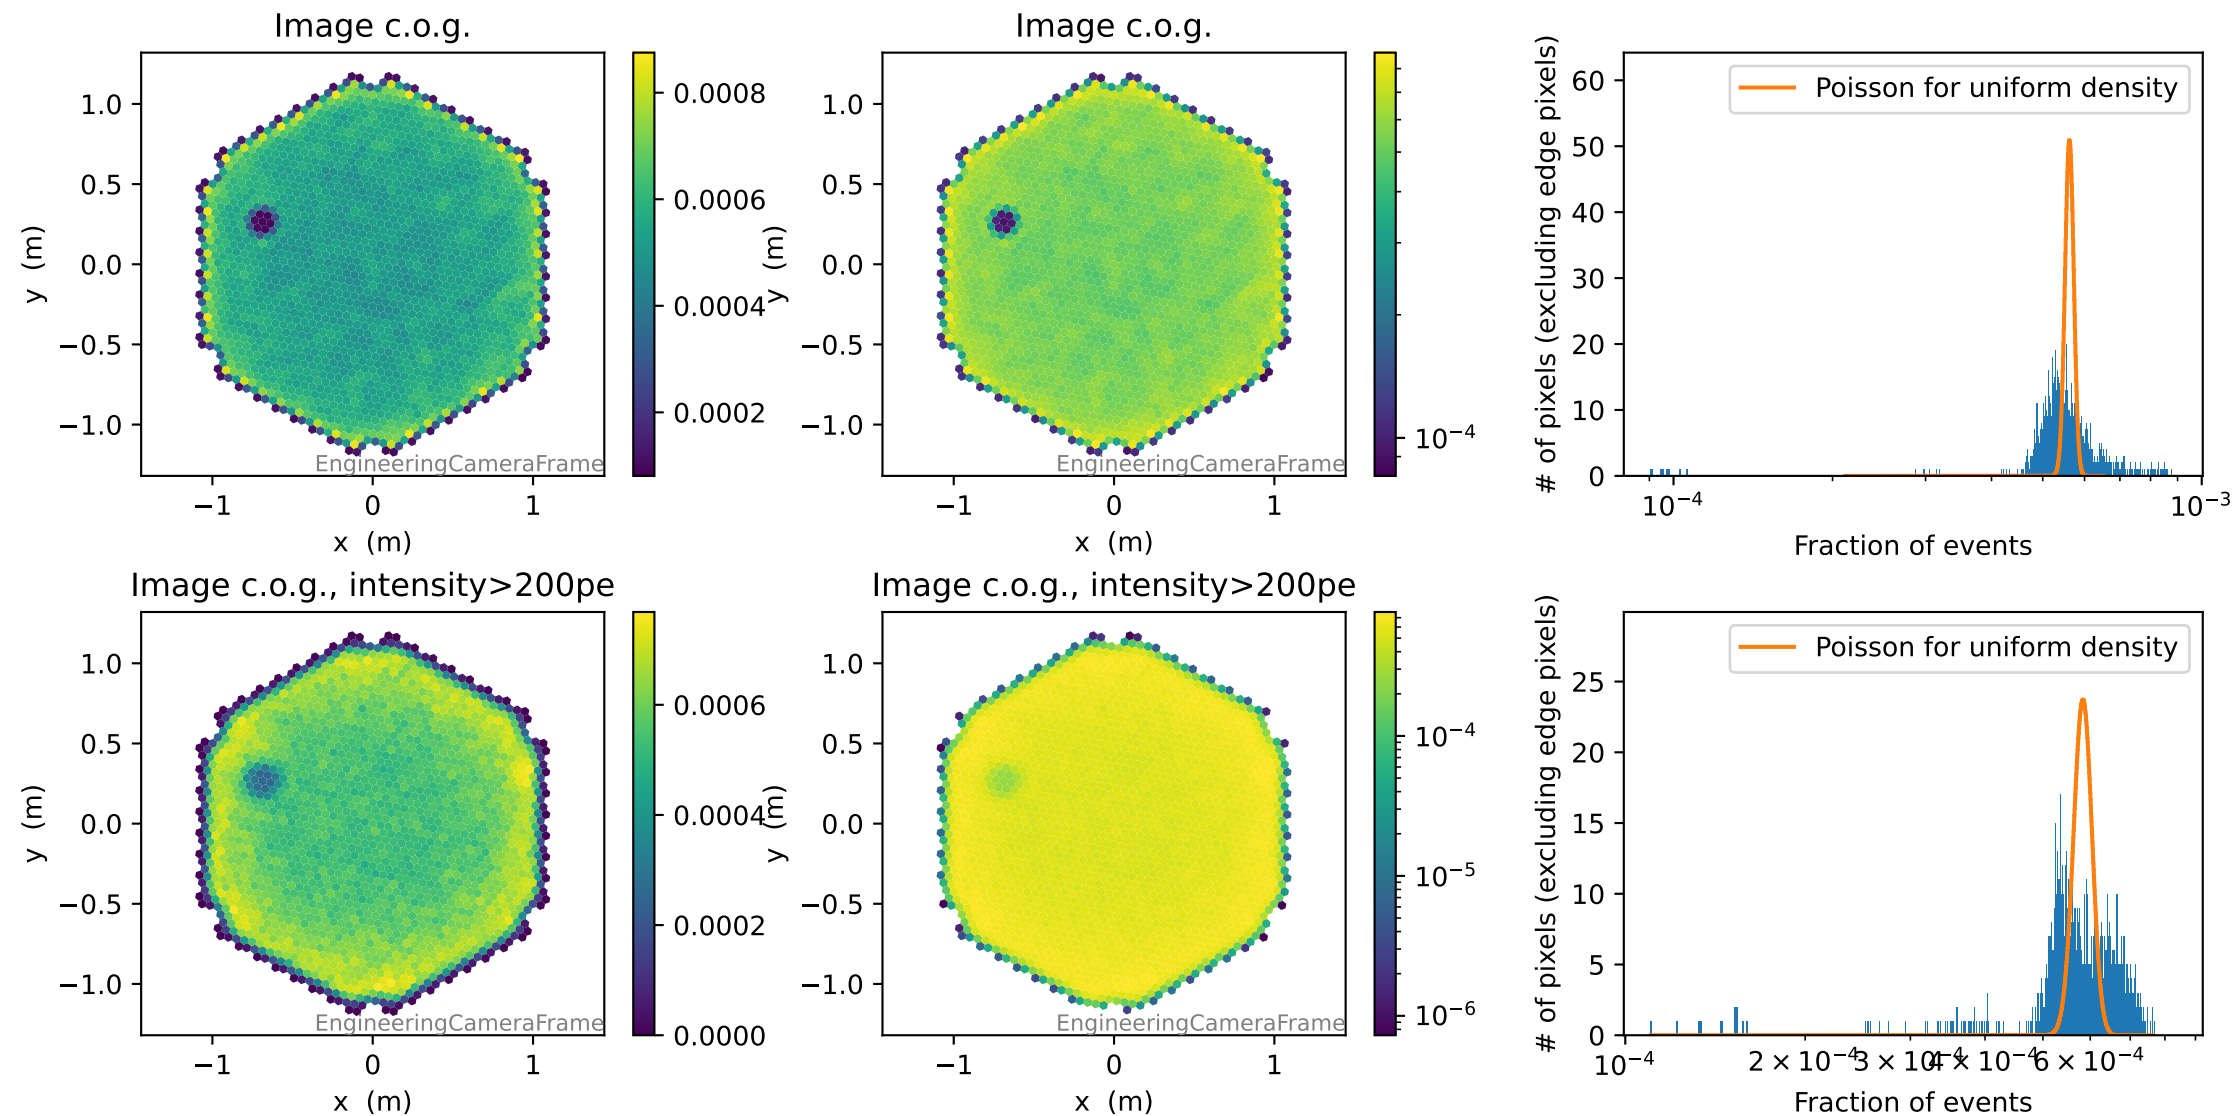 Image c.o.g.
1.0
0.5
0.0
−0.5
−1.0
y (m)
−1
0
1
x (m)
EngineeringCameraFrame
0.0008
0.0006
0.0004
0.0002
Image c.o.g.
1.0
0.5
0.0
−0.5
−1.0
y (m)
−1
0
1
x (m)
EngineeringCameraFrame
10⁻⁴
# of pixels (excluding edge pixels)
60
50
40
30
20
10
0
Poisson for uniform density
10⁻⁴
10⁻³
Fraction of events
Image c.o.g., intensity>200pe
1.0
0.5
0.0
−0.5
−1.0
y (m)
−1
0
1
x (m)
EngineeringCameraFrame
0.0006
0.0004
0.0002
0.0000
Image c.o.g., intensity>200pe
1.0
0.5
0.0
−0.5
−1.0
y (m)
−1
0
1
x (m)
EngineeringCameraFrame
10⁻⁴
10⁻⁵
10⁻⁶
# of pixels (excluding edge pixels)
25
20
15
10
5
0
Poisson for uniform density
10⁻⁴
2 × 10⁻⁴
3 × 10⁻⁴
4 × 10⁻⁴
6 × 10⁻⁴
Fraction of events